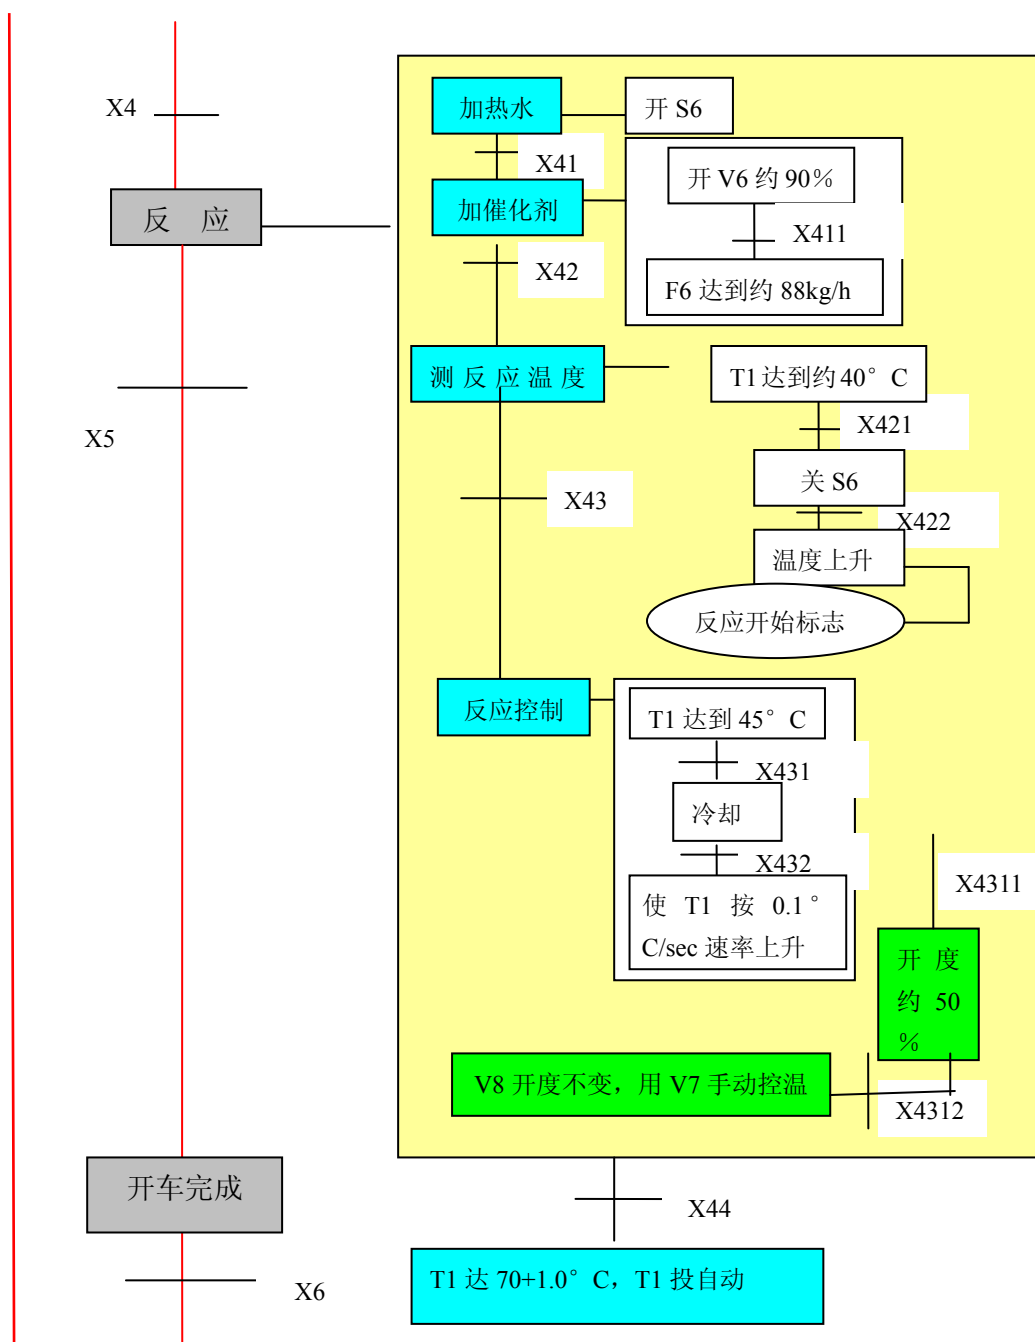 X4
反 应
X5
加热水
开 S6
X41
加催化剂
开 V6 约 90％
X411
F6 达到约 88kg/h
X42
测 反 应 温 度
T1 达到约 40°C
X421
关 S6
X422
温度上升
反应开始标志
X43
反应控制
T1 达到 45°C
X431
冷却
X432
使 T1 按 0.1°
C/sec 速率上升
X4311
开 度
约 50
％
X4312
V8 开度不变，用 V7 手动控温
开车完成
X44
T1 达 70+1.0°C，T1 投自动
X6